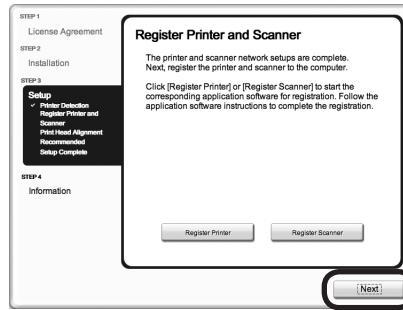 STEP 1
License Agreement
STEP 2
Installation
STEP 3
Setup
✓ Printer Detection
Register Printer and
Scanner
Print Head Alignment
Recommended
Setup Complete
STEP 4
Information
Register Printer and Scanner
The printer and scanner network setups are complete.
Next, register the printer and scanner to the computer.
Click [Register Printer] or [Register Scanner] to start the
corresponding application software for registration. Follow the
application software instructions to complete the registration.
Register Printer
Register Scanner
Next